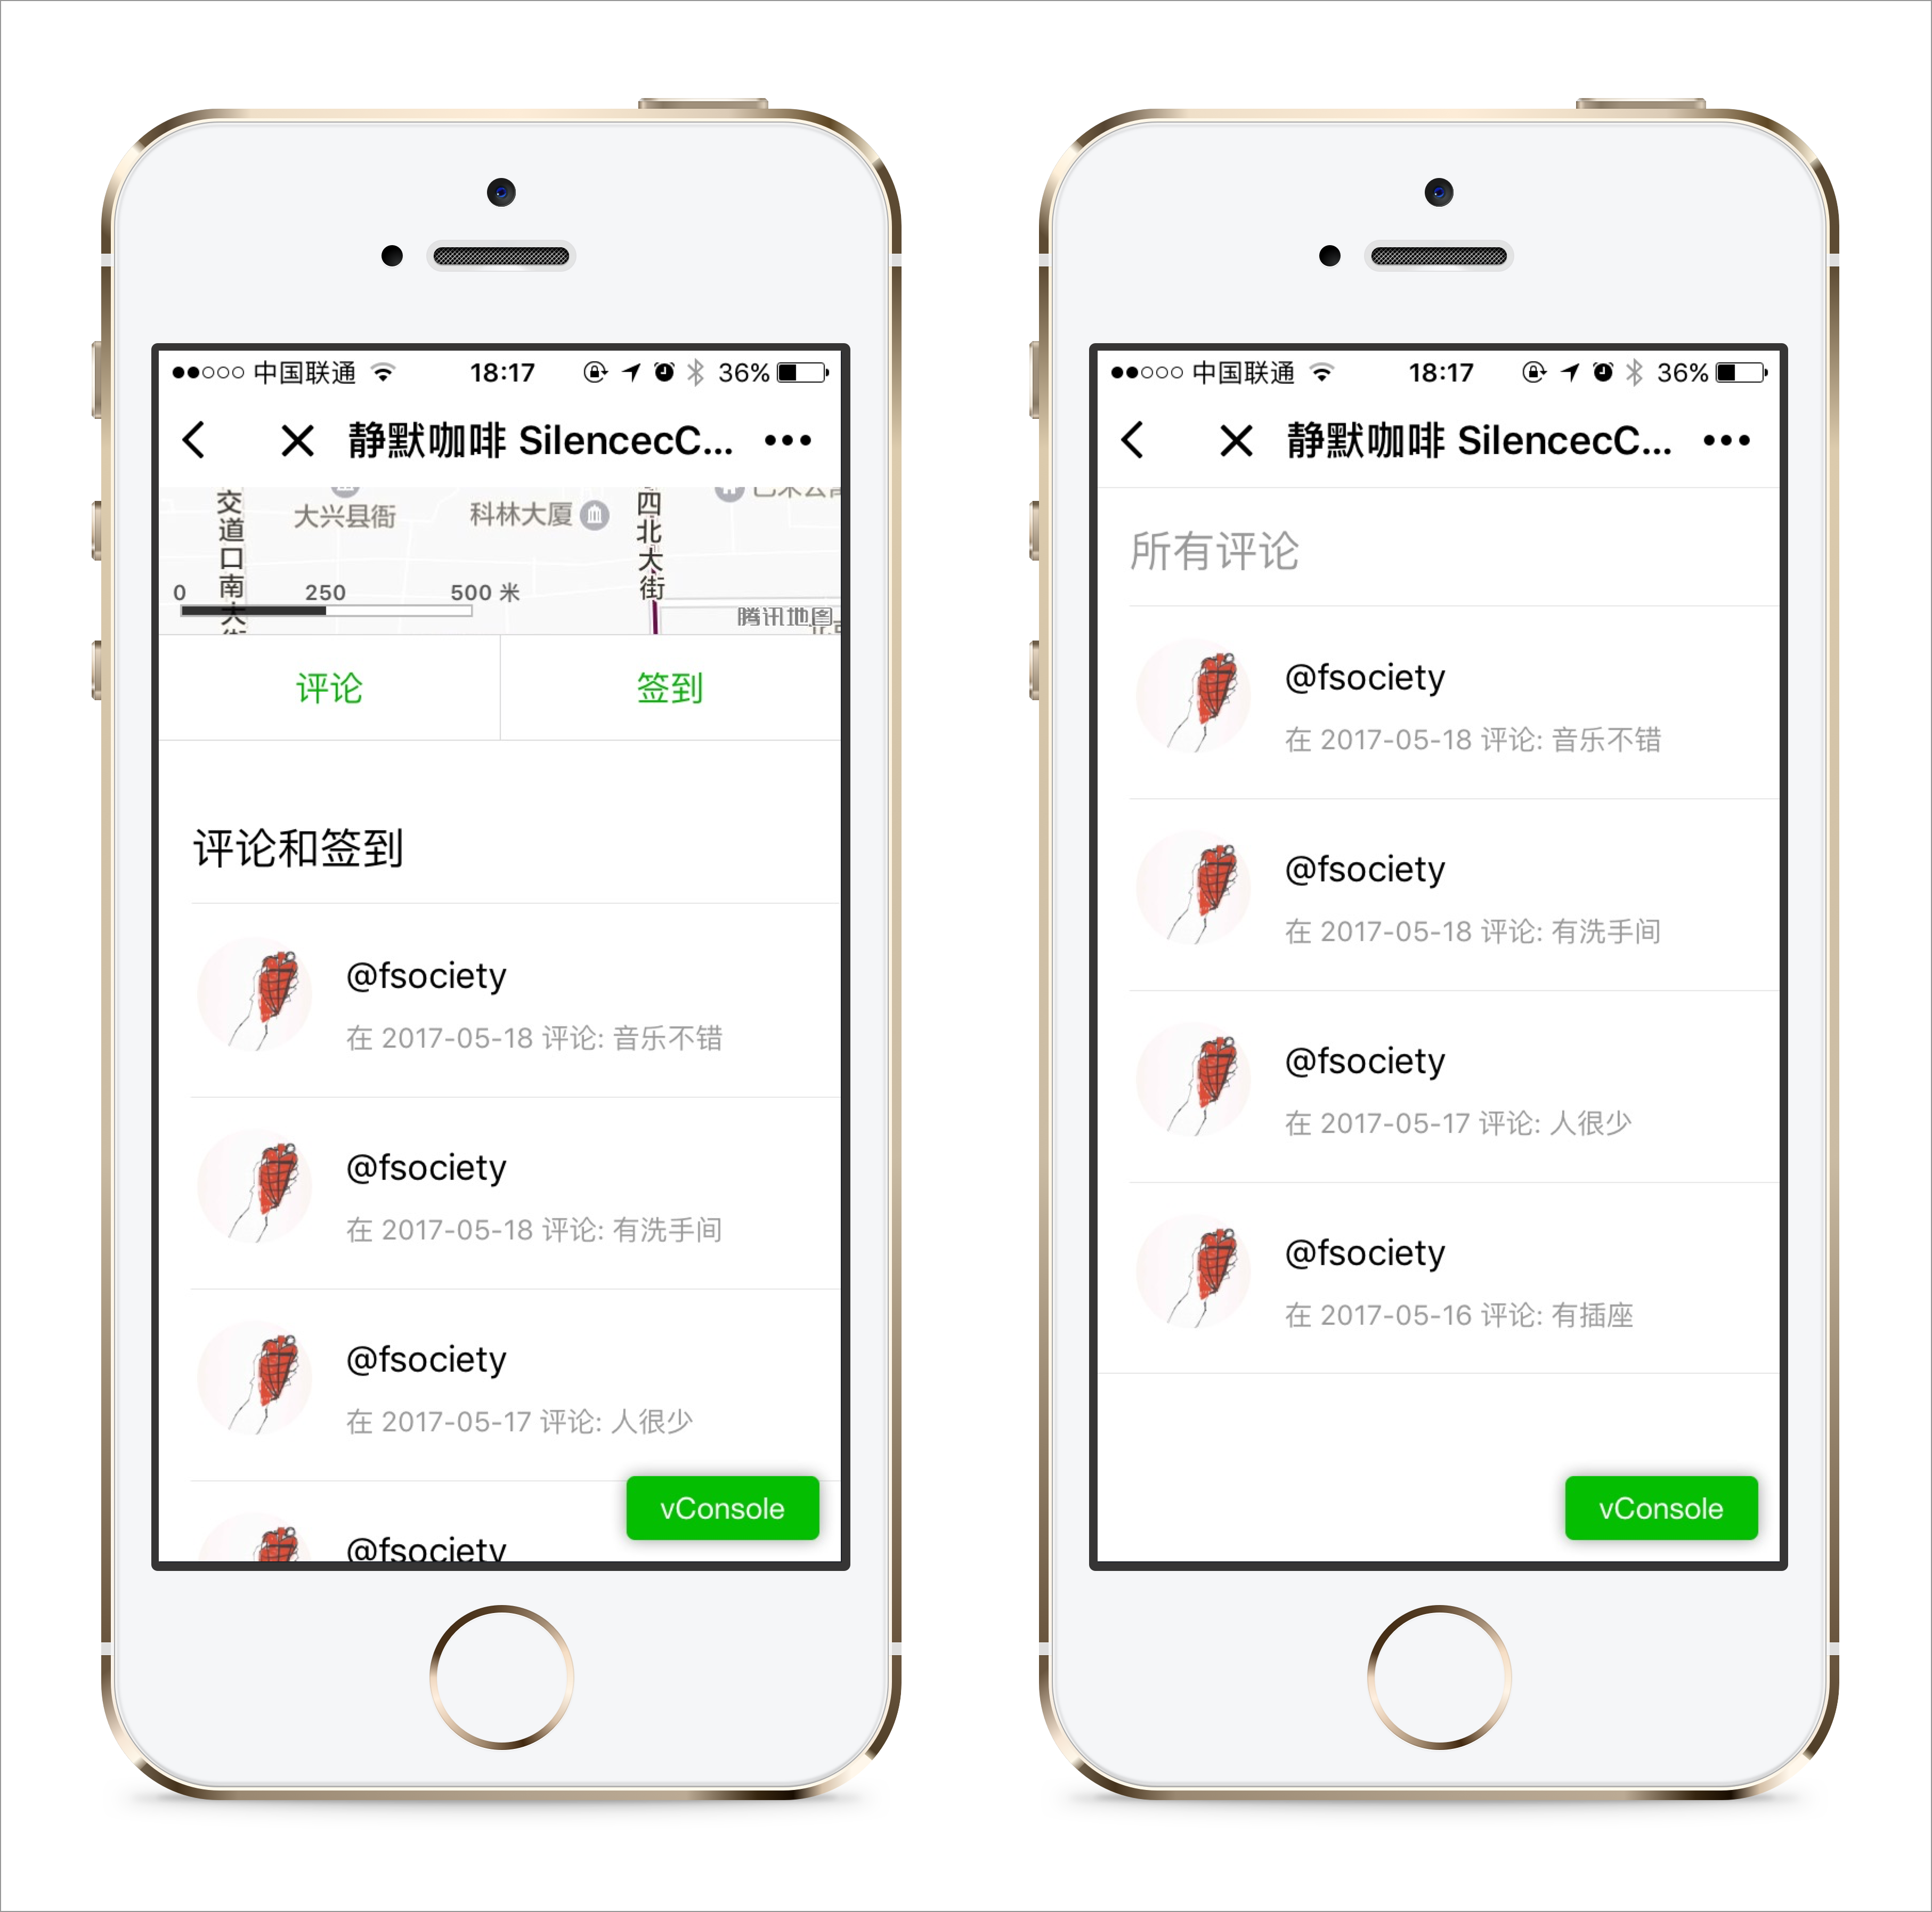 中国联通 18:17 36%
静默咖啡 SilencecC...
交道口南大街
大兴县衙
科林大厦
四北大街
0 250 500 米
腾讯地图
评论 签到
评论和签到
@fsociety
在 2017-05-18 评论: 音乐不错
@fsociety
在 2017-05-18 评论: 有洗手间
@fsociety
在 2017-05-17 评论: 人很少
@fsociety
vConsole
中国联通 18:17 36%
静默咖啡 SilencecC...
所有评论
@fsociety
在 2017-05-18 评论: 音乐不错
@fsociety
在 2017-05-18 评论: 有洗手间
@fsociety
在 2017-05-17 评论: 人很少
@fsociety
在 2017-05-16 评论: 有插座
vConsole